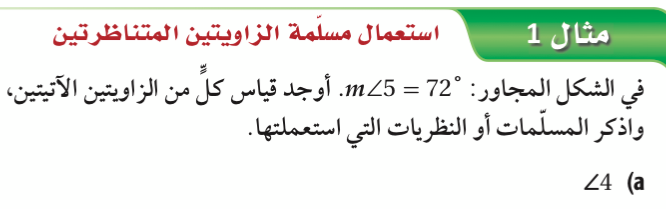 مثال 1 استعمال مسلّمة الزاويتين المتناظرتين
في الشكل المجاور: m∠5 = 72°. أوجد قياس كلٍّ من الزاويتين الآتيتين،
واذكر المسلّمات أو النظريات التي استعملتها.
a) ∠4